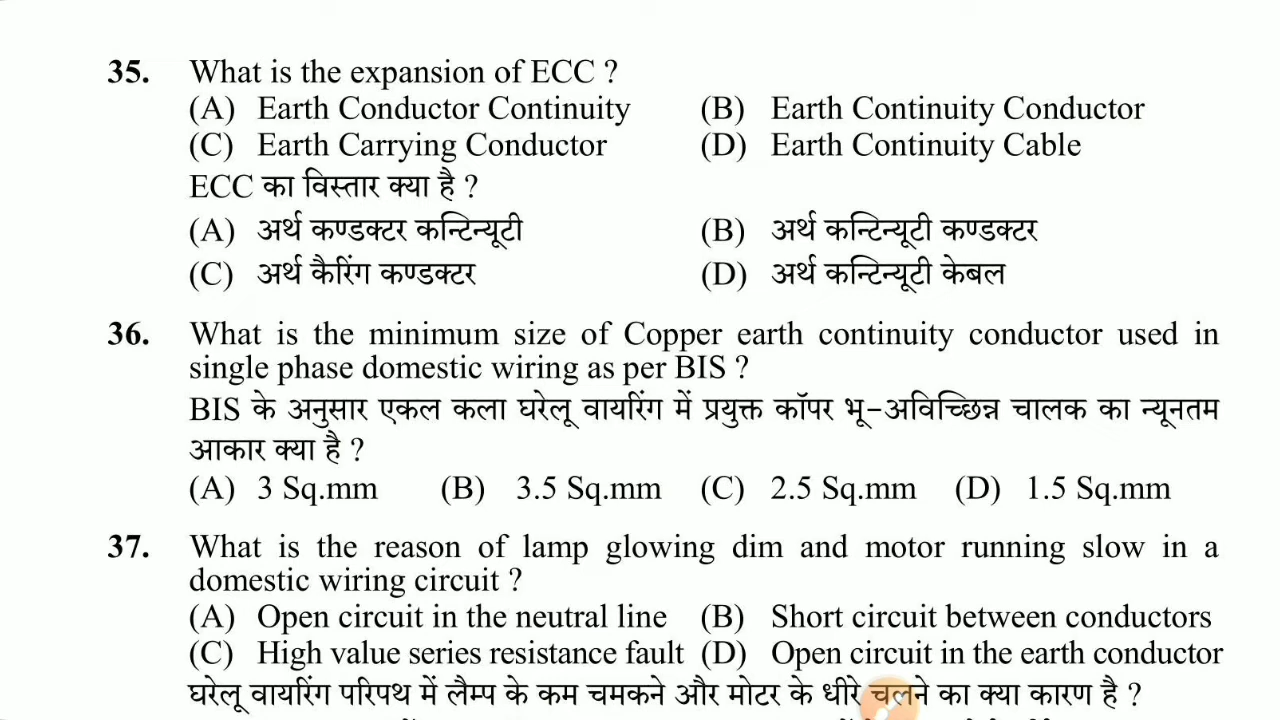 35. What is the expansion of ECC ?
(A) Earth Conductor Continuity (B) Earth Continuity Conductor
(C) Earth Carrying Conductor (D) Earth Continuity Cable
ECC का विस्तार क्या है ?
(A) अर्थ कण्डक्टर कन्टिन्यूटी (B) अर्थ कन्टिन्यूटी कण्डक्टर
(C) अर्थ कैरिंग कण्डक्टर (D) अर्थ कन्टिन्यूटी केबल
36. What is the minimum size of Copper earth continuity conductor used in
single phase domestic wiring as per BIS ?
BIS के अनुसार एकल कला घरेलू वायरिंग में प्रयुक्त कॉपर भू-अविच्छिन्न चालक का न्यूनतम
आकार क्या है ?
(A) 3 Sq.mm (B) 3.5 Sq.mm (C) 2.5 Sq.mm (D) 1.5 Sq.mm
37. What is the reason of lamp glowing dim and motor running slow in a
domestic wiring circuit ?
(A) Open circuit in the neutral line (B) Short circuit between conductors
(C) High value series resistance fault (D) Open circuit in the earth conductor
घरेलू वायरिंग परिपथ में लैम्प के कम चमकने और मोटर के धीरे चलने का क्या कारण है ?